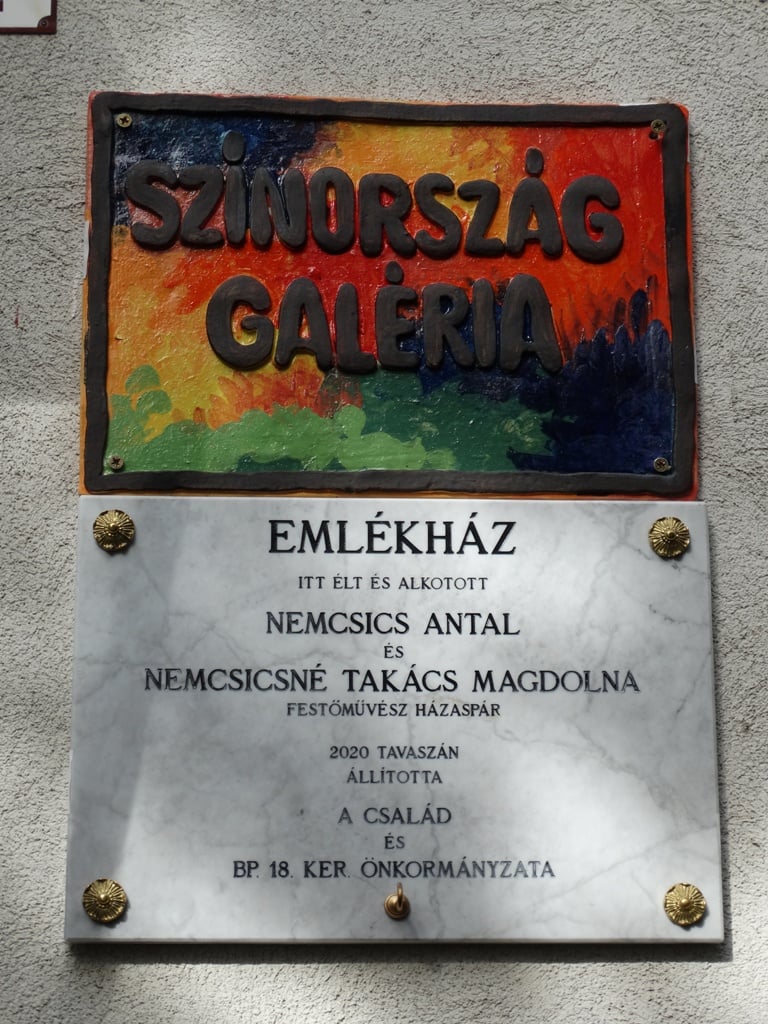 SZÍNORSZÁG
GALÉRIA
EMLÉKHÁZ
ITT ÉLT ÉS ALKOTOTT
NEMCSICS ANTAL
ÉS
NEMCSICSNÉ TAKÁCS MAGDOLNA
FESTŐMŰVÉSZ HÁZASPÁR
2020 TAVASZÁN
ÁLLÍTOTTA
A CSALÁD
ÉS
BP. 18. KER. ÖNKORMÁNYZATA